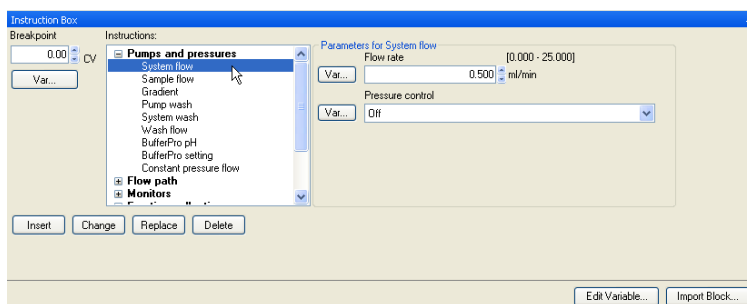 Instruction Box
Breakpoint
Instructions:
0.00 CV
Var...
Pumps and pressures
System flow
Sample flow
Gradient
Pump wash
System wash
Wash flow
BufferPro pH
BufferPro setting
Constant pressure flow
Flow path
Monitors
Parameters for System flow
Flow rate [0.000 - 25.000]
Var... 0.500 ml/min
Pressure control
Var... Off
Insert Change Replace Delete
Edit Variable... Import Block...